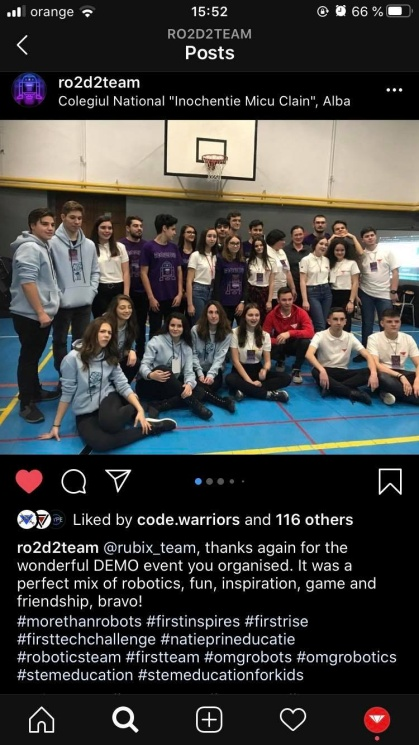 orange 15:52 66 %
RO2D2TEAM
Posts
ro2d2team
Colegiul National "Inochentie Micu Clain", Alba
Liked by code.warriors and 116 others
ro2d2team @rubix_team, thanks again for the
wonderful DEMO event you organised. It was a
perfect mix of robotics, fun, inspiration, game and
friendship, bravo!
#morethanrobots #firstinspires #firstrise
#firsttechchallenge #natieprineducatie
#roboticsteam #firstteam #omgrobots #omgrobotics
#stemeducation #stemeducationforkids